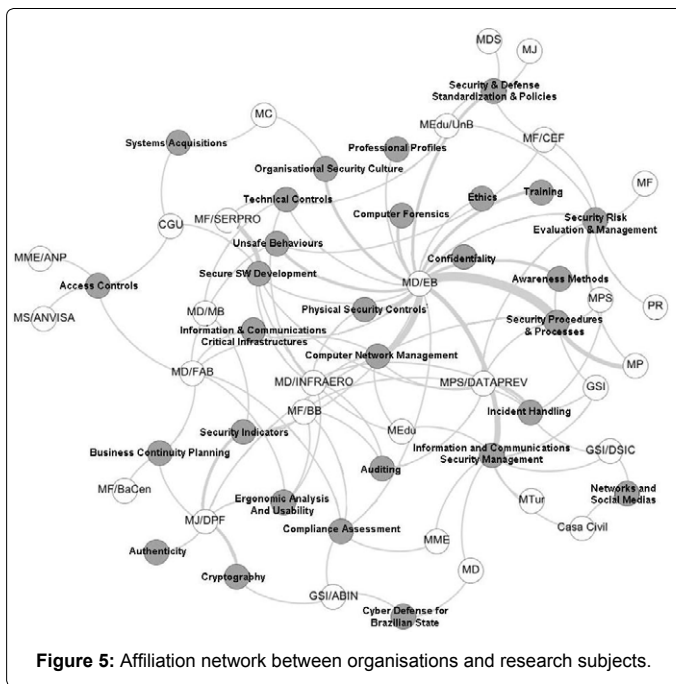 MDS
MJ
Security & Defense
Standardization & Policies
MC
MEdu/UnB
MF/CEF
Systems Acquisitions
Professional Profiles
Organisational Security Culture
MF
Technical Controls
Ethics
Training
MF/SERPRO
Computer Forensics
Security Risk
Evaluation & Management
CGU
Unsafe Behaviours
MME/ANP
Secure SW Development
Confidentiality
Access Controls
MD/EB
Awareness Methods
MPS
PR
MS/ANVISA
MD/MB
Physical Security Controls
Information & Communications
Critical Infrastructures
Security Procedures
& Processes
Computer Network Management
MP
MD/FAB
MD/INFRAERO
MPS/DATAPREV
GSI
MF/BB
Incident Handling
Security Indicators
MEdu
Business Continuity Planning
Information and Communications
Security Management
GSI/DSIC
Auditing
MF/BaCen
Networks and
Social Medias
Ergonomic Analysis
And Usability
MTur
MJ/DPF
Compliance Assessment
Casa Civil
MME
Authenticity
MD
Cryptography
GSI/ABIN
Cyber Defense for
Brazilian State
Figure 5: Affiliation network between organisations and research subjects.